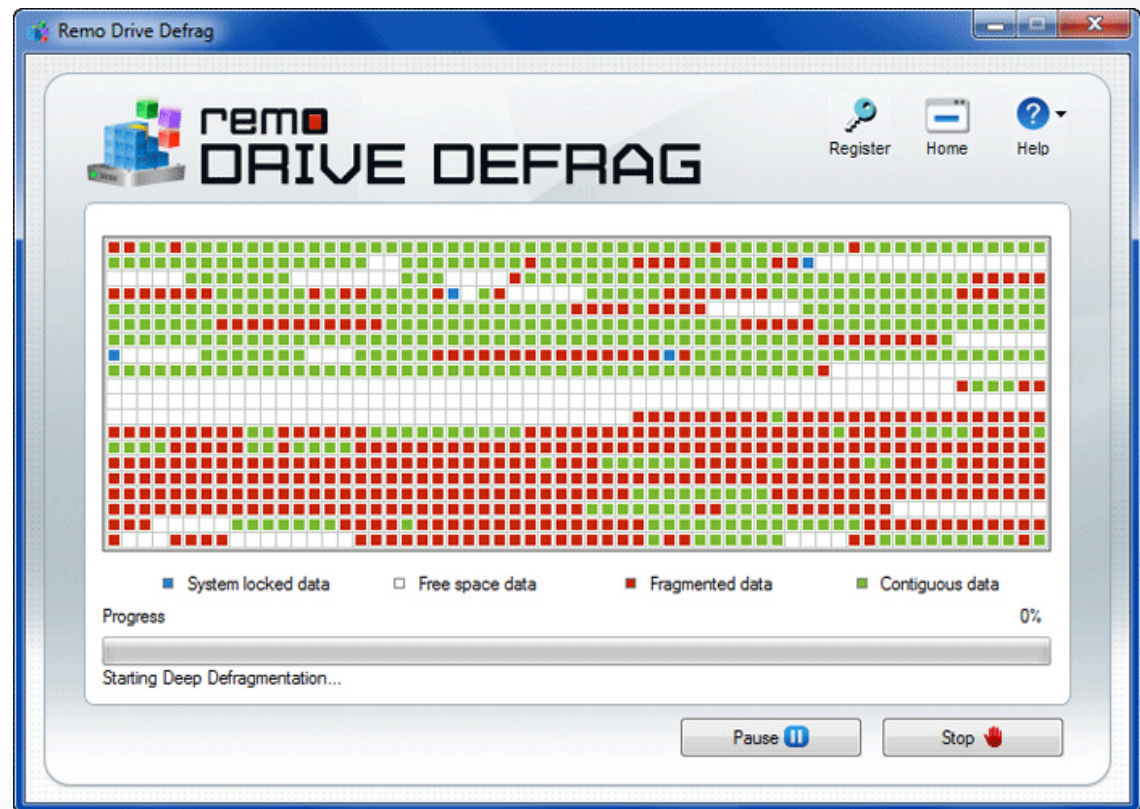 Remo Drive Defrag
remo
DRIVE DEFRAG
Register Home Help
System locked data Free space data Fragmented data Contiguous data
Progress 0%
Starting Deep Defragmentation...
Pause Stop